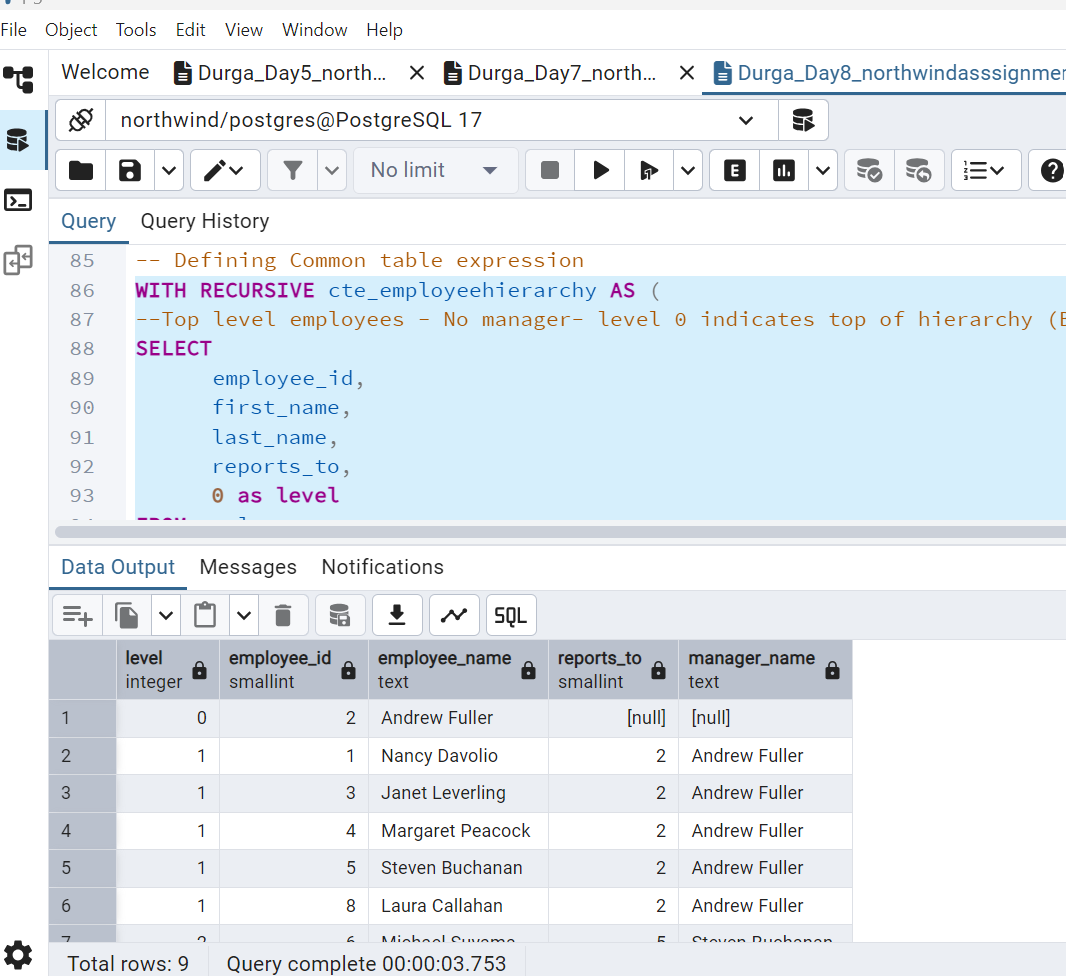 File Object Tools Edit View Window Help
Welcome Durga_Day5_north... Durga_Day7_north... Durga_Day8_northwindasssignmer
northwind/postgres@PostgreSQL 17
No limit E
Query Query History
85 -- Defining Common table expression
86 WITH RECURSIVE cte_employeehierarchy AS (
87 --Top level employees - No manager- level 0 indicates top of hierarchy (
88 SELECT
89 employee_id,
90 first_name,
91 last_name,
92 reports_to,
93 0 as level
Data Output Messages Notifications
SQL
level employee_id employee_name reports_to manager_name
integer smallint text smallint text
1 0 2 Andrew Fuller [null] [null]
2 1 1 Nancy Davolio 2 Andrew Fuller
3 1 3 Janet Leverling 2 Andrew Fuller
4 1 4 Margaret Peacock 2 Andrew Fuller
5 1 5 Steven Buchanan 2 Andrew Fuller
6 1 8 Laura Callahan 2 Andrew Fuller
Total rows: 9 Query complete 00:00:03.753